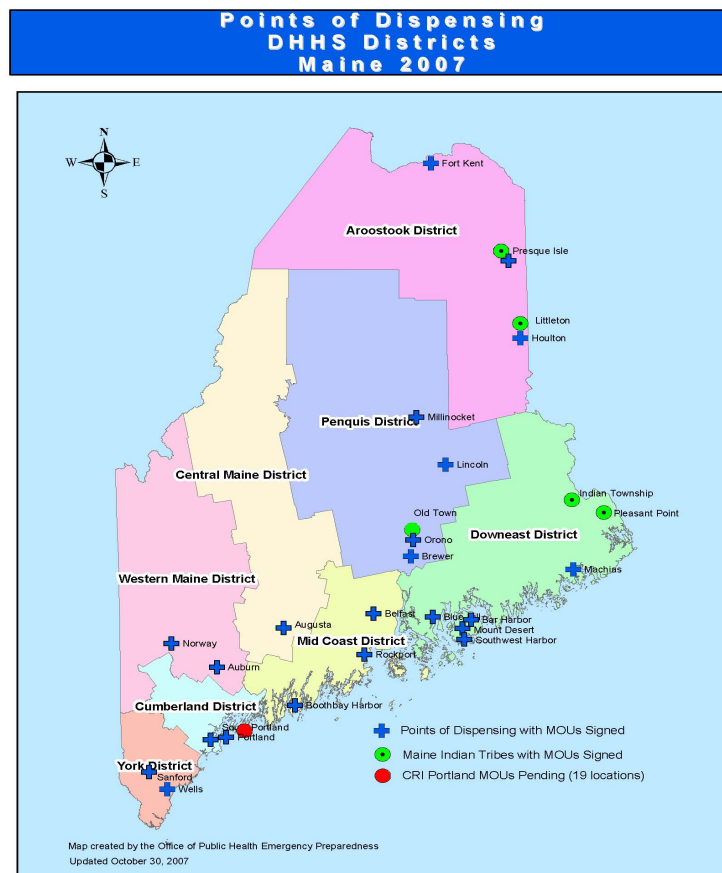 Points of Dispensing
DHHS Districts
Maine 2007
N
W E
S
Fort Kent
Aroostook District
Presque Isle
Littleton
Houlton
Penquis District
Millinocket
Central Maine District
Lincoln
Indian Township
Old Town
Pleasant Point
Orono
Downeast District
Brewer
Machias
Western Maine District
Belfast
Blue
Bar Harbor
Augusta
Mount Desert
Mid Coast District
Southwest Harbor
Norway
Rockport
Auburn
Cumberland District
Boothbay Harbor
South Portland
Portland
Points of Dispensing with MOUs Signed
Maine Indian Tribes with MOUs Signed
York District
CRI Portland MOUs Pending (19 locations)
Sanford
Wells
Map created by the Office of Public Health Emergency Preparedness
Updated October 30, 2007